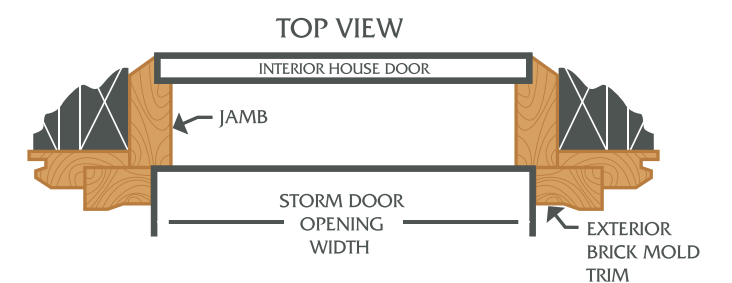 TOP VIEW
INTERIOR HOUSE DOOR
JAMB
STORM DOOR
OPENING
WIDTH
EXTERIOR
BRICK MOLD
TRIM